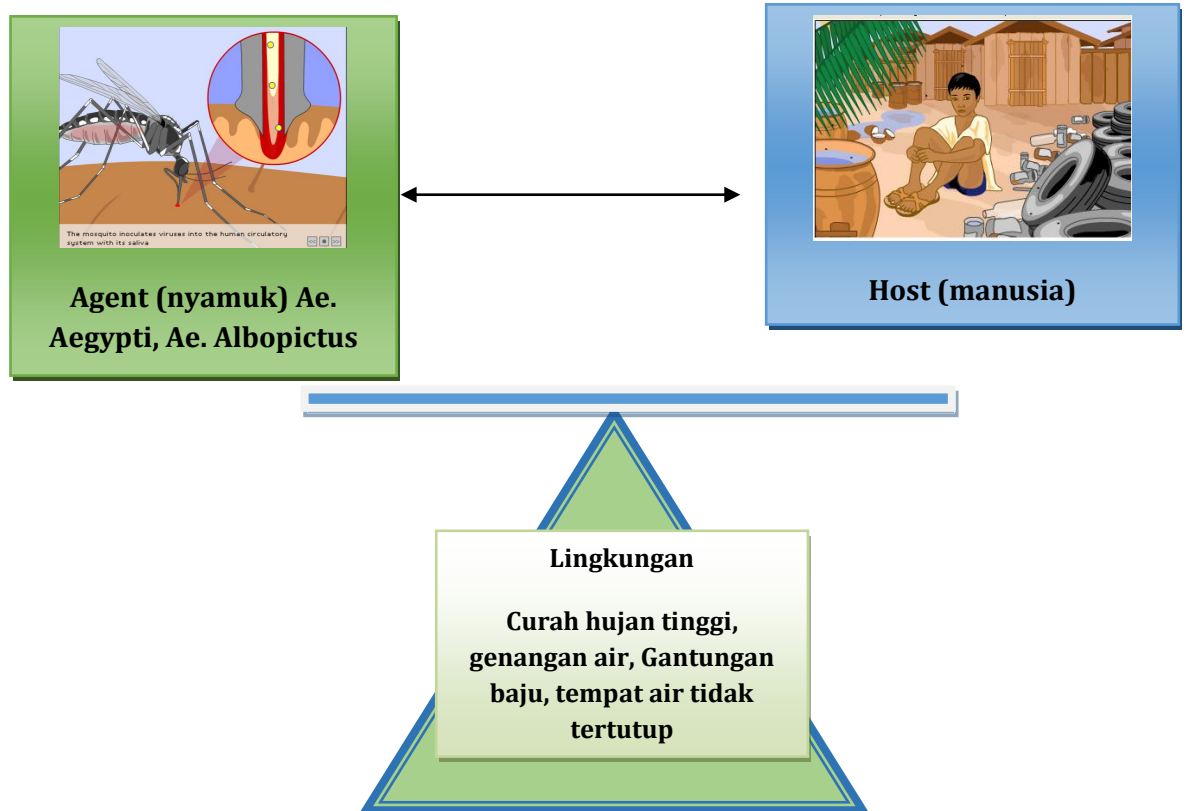 The mosquito inoculates viruses into the human circulatory
system with its saliva
Agent (nyamuk) Ae.
Aegypti, Ae. Albopictus
Host (manusia)
Lingkungan
Curah hujan tinggi,
genangan air, Gantungan
baju, tempat air tidak
tertutup